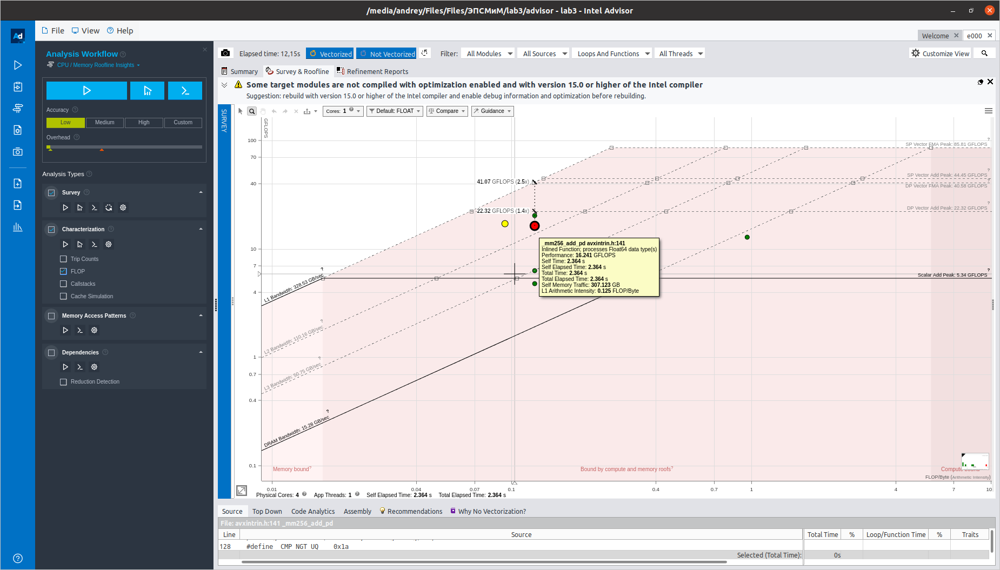 /media/andrey/Files/Files/ЭПСМиМ/lab3/advisor - lab3 - Intel Advisor
Ad
File View Help
Welcome e000
Analysis Workflow
CPU / Memory Roofline Insights
Accuracy
Low Medium High Custom
Overhead
Analysis Types
Survey
Characterization
Trip Counts
FLOP
Callstacks
Cache Simulation
Memory Access Patterns
Dependencies
Reduction Detection
Elapsed time: 12,15s Vectorized Not Vectorized Filter: All Modules All Sources Loops And Functions All Threads Customize View
Summary Survey & Roofline Refinement Reports
Some target modules are not compiled with optimization enabled and with version 15.0 or higher of the Intel compiler
Suggestion: rebuild with version 15.0 or higher of the Intel compiler and enable debug information and optimization before rebuilding.
SURVEY
Cores: 1 ? Default: FLOAT Compare Guidance
GFLOPS
100
70
40
10
7
4
1
0.7
0.4
0.1
SP Vector FMA Peak: 85.81 GFLOPS ?
SP Vector Add Peak: 44.45 GFLOPS ?
DP Vector FMA Peak: 40.58 GFLOPS ?
DP Vector Add Peak: 22.32 GFLOPS ?
Scalar Add Peak: 5.34 GFLOPS ?
41.07 GFLOPS (2.5x)
22.32 GFLOPS (1.4x)
L1 Bandwidth: 328.53 GB/sec ?
L2 Bandwidth: 110.16 GB/sec ?
L3 Bandwidth: 50.75 GB/sec ?
DRAM Bandwidth: 15.28 GB/sec ?
_mm256_add_pd avxintrin.h:141
Inlined Function; processes Float64 data type(s)
Performance: 16.241 GFLOPS
Self Time: 2.364 s
Self Elapsed Time: 2.364 s
Total Time: 2.364 s
Total Elapsed Time: 2.364 s
Self Memory Traffic: 307.123 GB
L1 Arithmetic Intensity: 0.125 FLOP/Byte
Memory bound? Bound by compute and memory roofs?
FLOP/Byte (Arithmetic Intensity)
0.01 0.04 0.07 0.1 0.4 0.7 1 4 7 10
Physical Cores: 4 ? App Threads: 1 ? Self Elapsed Time: 2.364 s Total Elapsed Time: 2.364 s
Source Top Down Code Analytics Assembly Recommendations Why No Vectorization?
File: avxintrin.h:141 _mm256_add_pd
Line Source Total Time % Loop/Function Time % Traits
128 #define _CMP_NGT_UQ 0x1a
Selected (Total Time): 0s